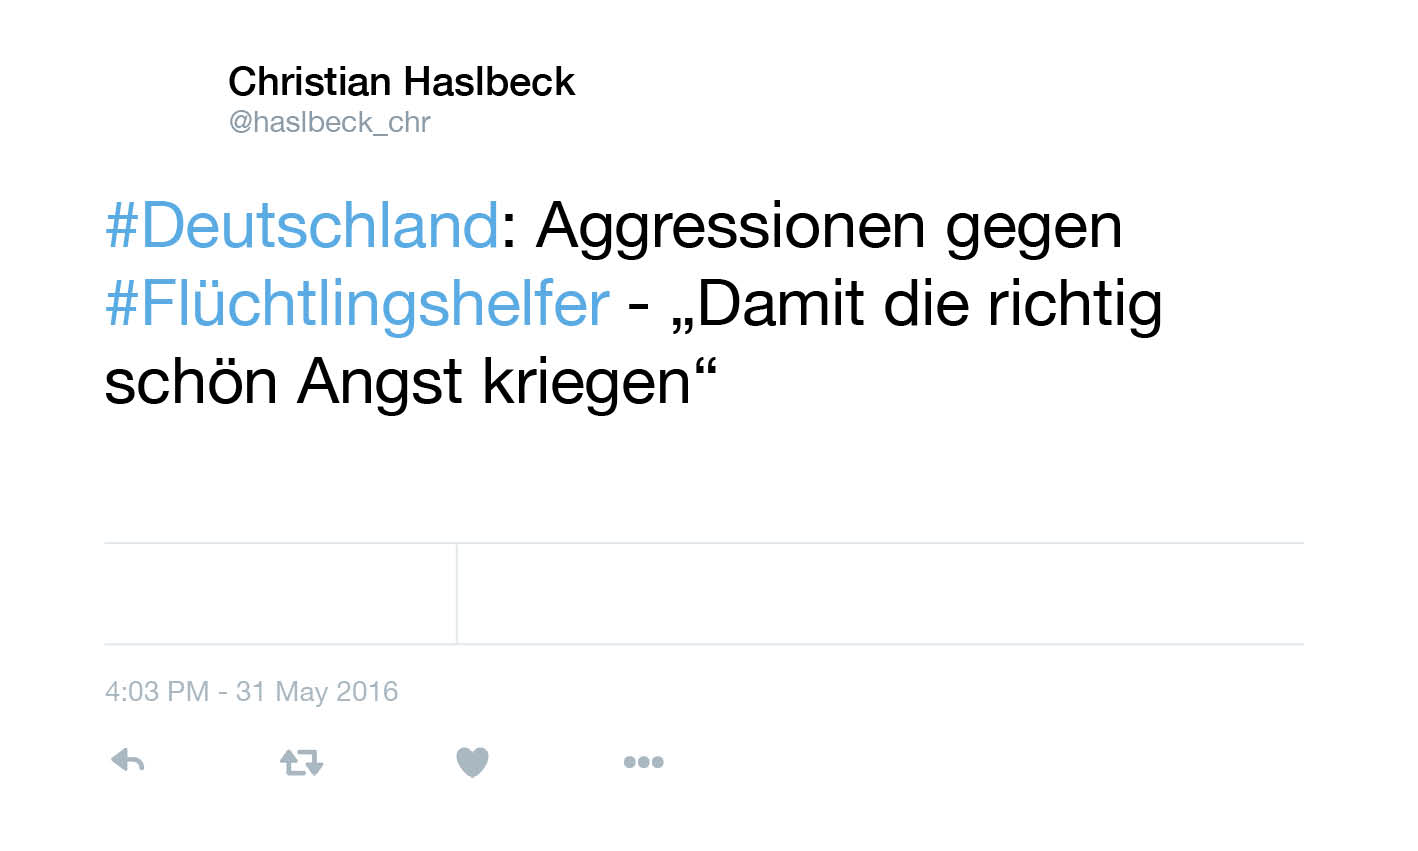 Christian Haslbeck
@haslbeck_chr
#Deutschland: Aggressionen gegen
#Flüchtlingshelfer - „Damit die richtig
schön Angst kriegen“
4:03 PM - 31 May 2016